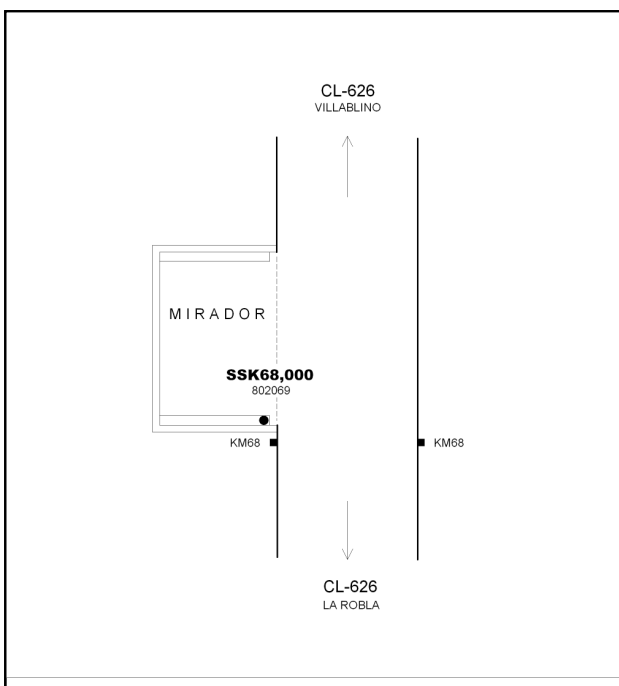 CL-626
VILLABLINO
MIRADOR
SSK68,000
802069
KM68
KM68
CL-626
LA ROBLA